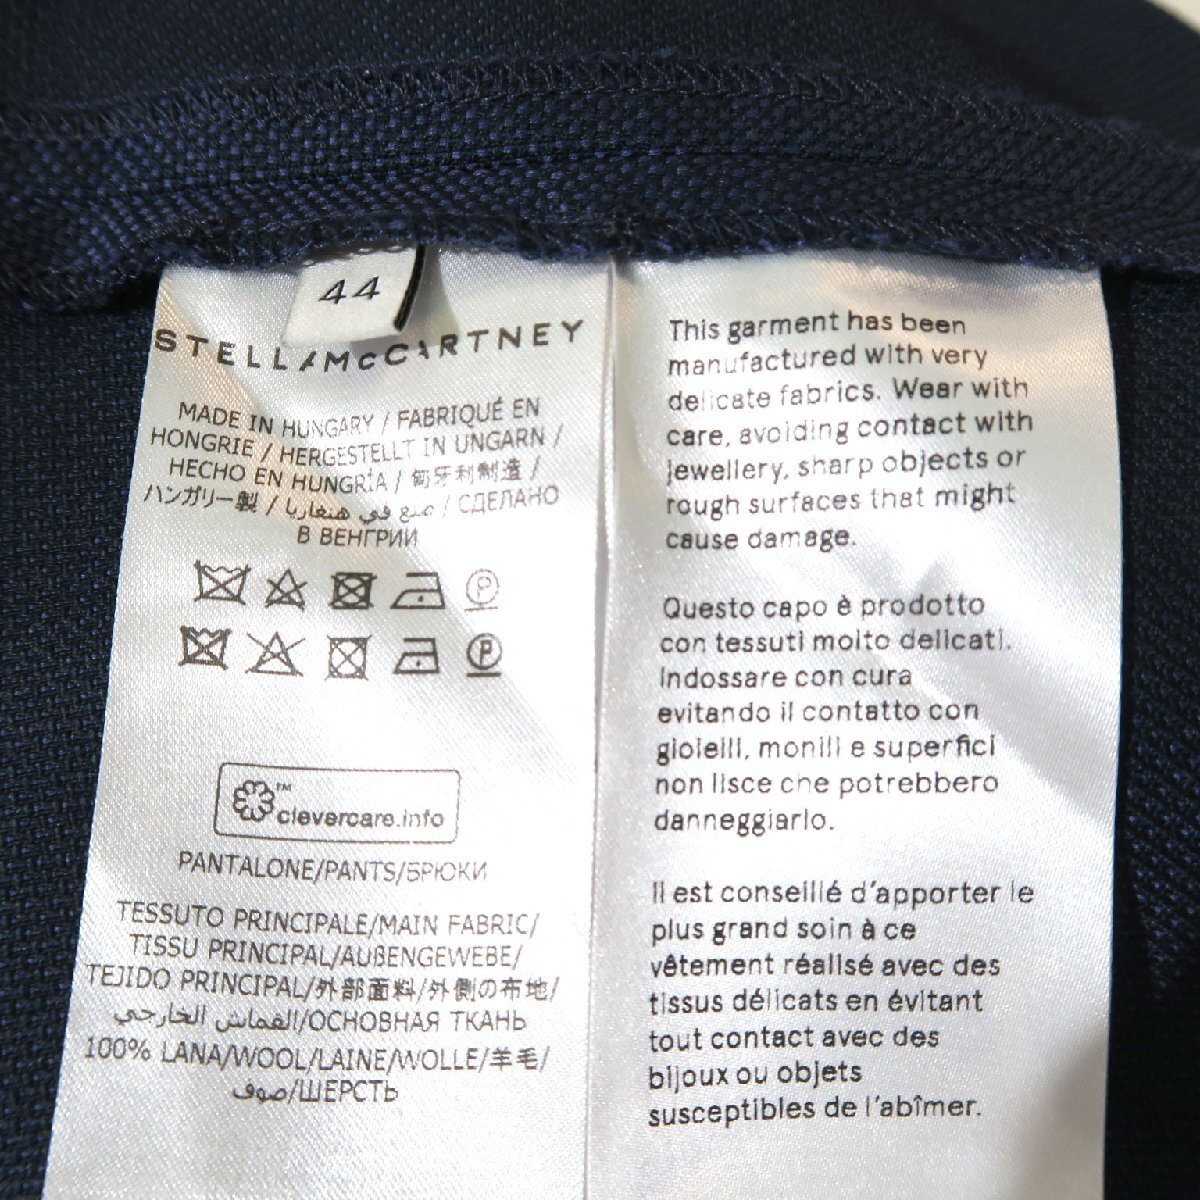 44
STELLA McCARTNEY
MADE IN HUNGARY / FABRIQUÉ EN
HONGRIE / HERGESTELLT IN UNGARN /
HECHO EN HUNGRÍA / 匈牙利制造 /
ハンガリー製 / صنع في هنغاريا / СДЕЛАНО
В ВЕНГРИИ
P
P
™
clevercare.info
PANTALONE/PANTS/БРЮКИ
TESSUTO PRINCIPALE/MAIN FABRIC/
TISSU PRINCIPAL/AUßENGEWEBE/
TEJIDO PRINCIPAL/外部面料/外側の布地/
القماش الخارجي/ОСНОВНАЯ ТКАНЬ
100% LANA/WOOL/LAINE/WOLLE/羊毛/
صوف/ШЕРСТЬ
This garment has been
manufactured with very
delicate fabrics. Wear with
care, avoiding contact with
jewellery, sharp objects or
rough surfaces that might
cause damage.
Questo capo è prodotto
con tessuti molto delicati.
Indossare con cura
evitando il contatto con
gioielli, monili e superfici
non lisce che potrebbero
danneggiarlo.
Il est conseillé d'apporter le
plus grand soin à ce
vêtement réalisé avec des
tissus délicats en évitant
tout contact avec des
bijoux ou objets
susceptibles de l'abîmer.